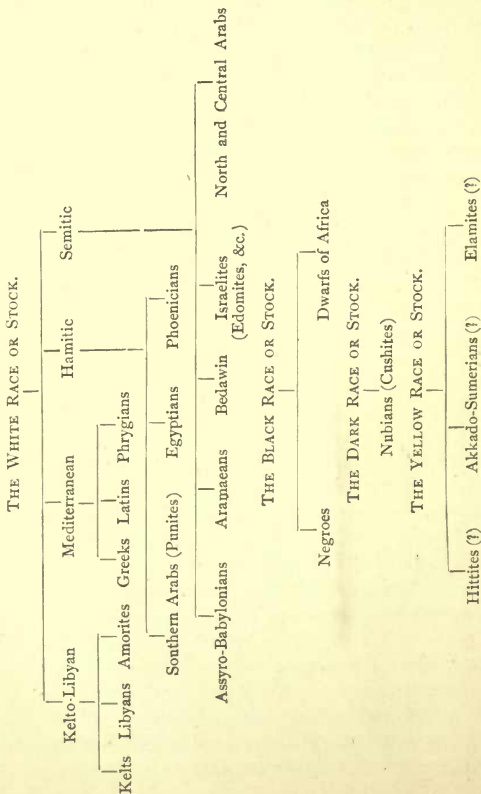 THE WHITE RACE OR STOCK.
Kelto-Libyan Mediterranean Hamitic Semitic
Kelts Libyans Amorites Greeks Latins Phrygians
Southern Arabs (Punites) Egyptians Phoenicians
Assyro-Babylonians Aramaeans Bedawin Israelites North and Central Arabs
(Edomites, &c.)
THE BLACK RACE OR STOCK.
Negroes Dwarfs of Africa
THE DARK RACE OR STOCK.
Nubians (Cushites)
THE YELLOW RACE OR STOCK.
Hittites (?) Akkado-Sumerians (?) Elamites (?)